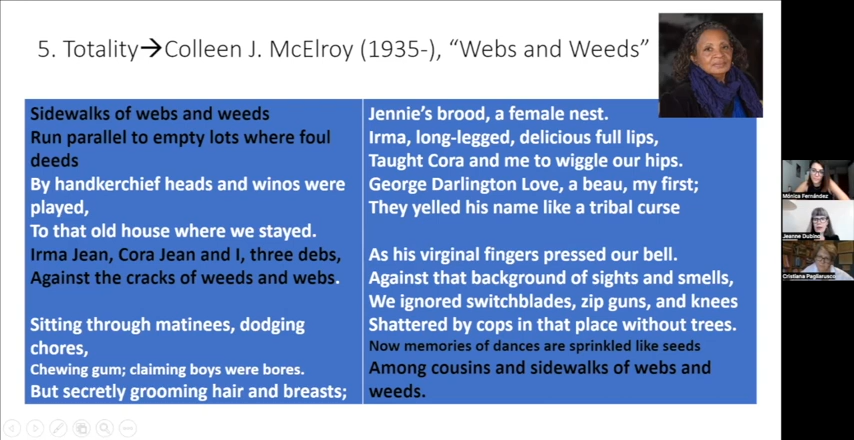 5. Totality→Colleen J. McElroy (1935-), “Webs and Weeds”
Sidewalks of webs and weeds
Run parallel to empty lots where foul
deeds
By handkerchief heads and winos were
played,
To that old house where we stayed.
Irma Jean, Cora Jean and I, three debs,
Against the cracks of weeds and webs.
Sitting through matinees, dodging
chores,
Chewing gum; claiming boys were bores.
But secretly grooming hair and breasts;
Jennie’s brood, a female nest.
Irma, long-legged, delicious full lips,
Taught Cora and me to wiggle our hips.
George Darlington Love, a beau, my first;
They yelled his name like a tribal curse
As his virginal fingers pressed our bell.
Against that background of sights and smells,
We ignored switchblades, zip guns, and knees
Shattered by cops in that place without trees.
Now memories of dances are sprinkled like seeds
Among cousins and sidewalks of webs and
weeds.
Mónica Fernández
Jeanne Dubino
Cristiana Pagliarusco